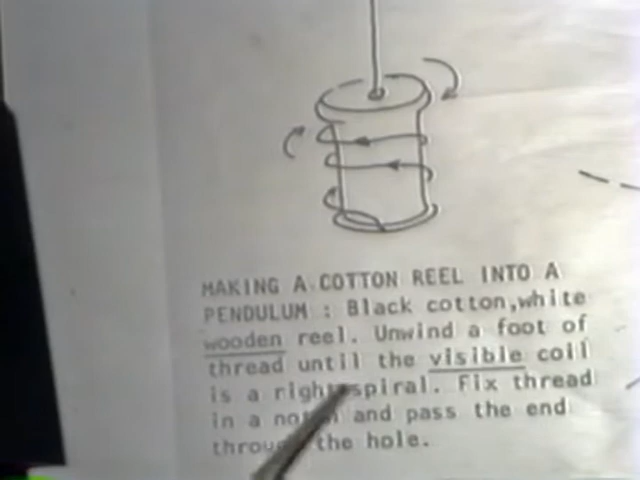 MAKING A COTTON REEL INTO A
PENDULUM : Black cotton,white
wooden reel. Unwind a foot of
thread until the visible coil
is a right spiral. Fix thread
in a and pass the end
through the hole.